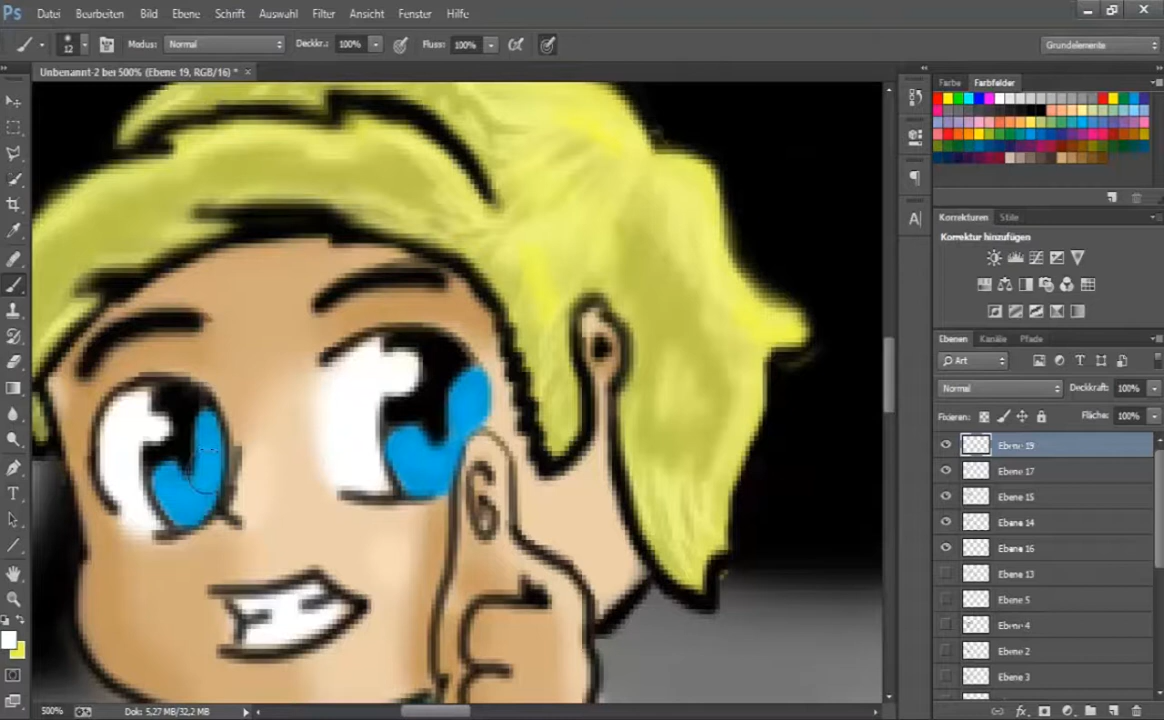 Ps Datei Bearbeiten Bild Ebene Schrift Auswahl Filter Ansicht Fenster Hilfe
12 Modus: Normal Deckkr.: 100% Fluss: 100% Grundelemente
Unbenannt-2 bei 500% (Ebene 19, RGB/16) * ×
Farbe Farbfelder
Korrekturen Stile
Korrektur hinzufügen
Ebenen Kanäle Pfade
Art
Normal Deckkraft: 100%
Fixieren: Fläche: 100%
Ebene 19
Ebene 17
Ebene 15
Ebene 14
Ebene 16
Ebene 13
Ebene 5
Ebene 4
Ebene 2
Ebene 3
500% Dok: 5,27 MB/32,2 MB